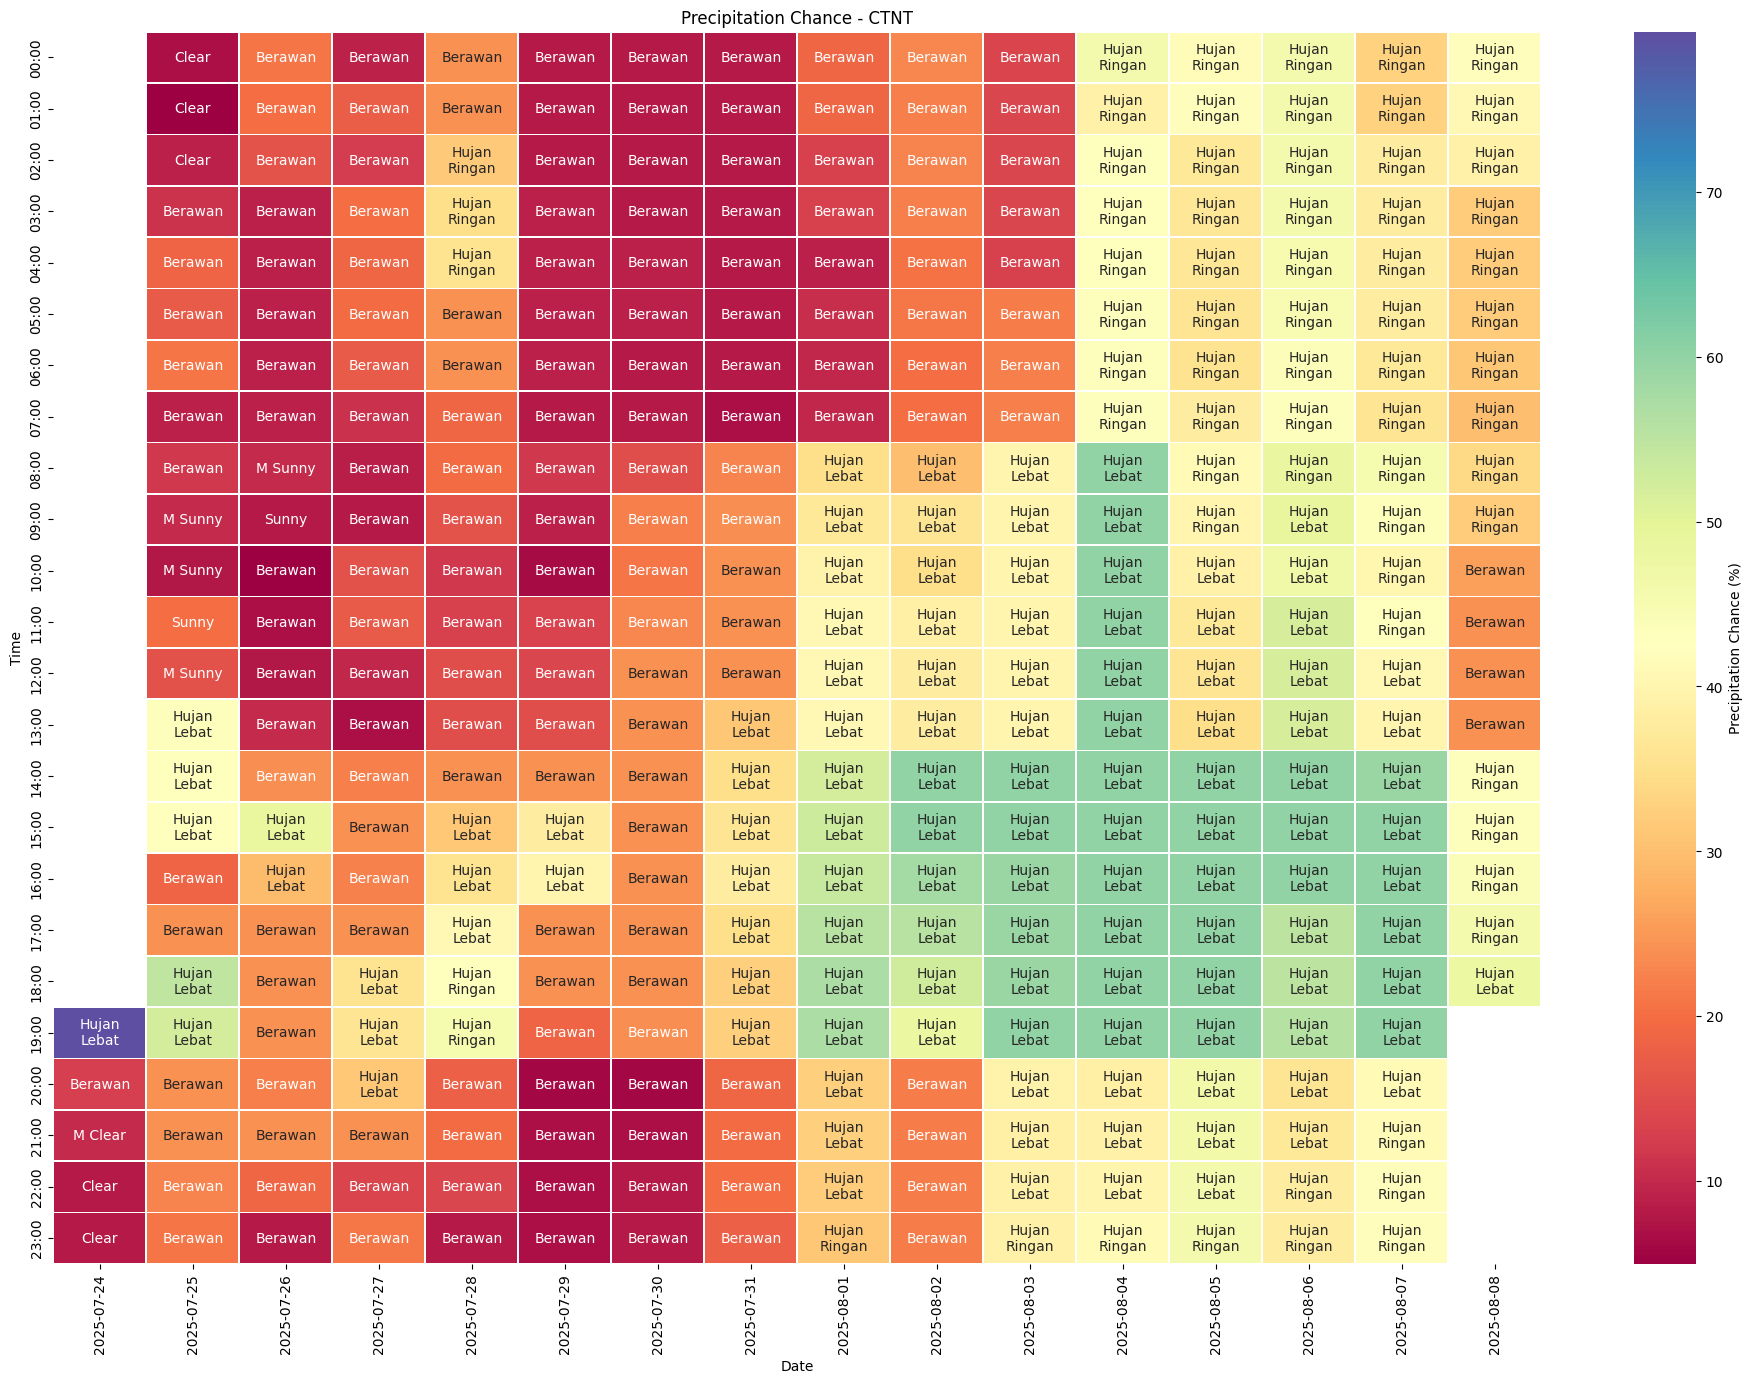 Precipitation Chance - CTNT
00:00 Clear Berawan Berawan Berawan Berawan Berawan Berawan Berawan Berawan Berawan Hujan Ringan Hujan Ringan Hujan Ringan Hujan Ringan Hujan Ringan
01:00 Clear Berawan Berawan Berawan Berawan Berawan Berawan Berawan Berawan Berawan Hujan Ringan Hujan Ringan Hujan Ringan Hujan Ringan Hujan Ringan
02:00 Clear Berawan Berawan Hujan Ringan Berawan Berawan Berawan Berawan Berawan Berawan Hujan Ringan Hujan Ringan Hujan Ringan Hujan Ringan Hujan Ringan
03:00 Berawan Berawan Berawan Hujan Ringan Berawan Berawan Berawan Berawan Berawan Berawan Hujan Ringan Hujan Ringan Hujan Ringan Hujan Ringan Hujan Ringan
04:00 Berawan Berawan Berawan Hujan Ringan Berawan Berawan Berawan Berawan Berawan Berawan Hujan Ringan Hujan Ringan Hujan Ringan Hujan Ringan Hujan Ringan
05:00 Berawan Berawan Berawan Berawan Berawan Berawan Berawan Berawan Berawan Berawan Hujan Ringan Hujan Ringan Hujan Ringan Hujan Ringan Hujan Ringan
06:00 Berawan Berawan Berawan Berawan Berawan Berawan Berawan Berawan Berawan Berawan Hujan Ringan Hujan Ringan Hujan Ringan Hujan Ringan Hujan Ringan
07:00 Berawan Berawan Berawan Berawan Berawan Berawan Berawan Berawan Berawan Berawan Hujan Ringan Hujan Ringan Hujan Ringan Hujan Ringan Hujan Ringan
08:00 Berawan M Sunny Berawan Berawan Berawan Berawan Berawan Hujan Lebat Hujan Lebat Hujan Lebat Hujan Lebat Hujan Ringan Hujan Ringan Hujan Ringan Hujan Ringan
09:00 M Sunny Sunny Berawan Berawan Berawan Berawan Berawan Hujan Lebat Hujan Lebat Hujan Lebat Hujan Lebat Hujan Ringan Hujan Lebat Hujan Ringan Hujan Ringan
10:00 M Sunny Berawan Berawan Berawan Berawan Berawan Berawan Hujan Lebat Hujan Lebat Hujan Lebat Hujan Lebat Hujan Lebat Hujan Lebat Hujan Ringan Berawan
11:00 Sunny Berawan Berawan Berawan Berawan Berawan Berawan Hujan Lebat Hujan Lebat Hujan Lebat Hujan Lebat Hujan Lebat Hujan Lebat Hujan Ringan Berawan
12:00 M Sunny Berawan Berawan Berawan Berawan Berawan Berawan Hujan Lebat Hujan Lebat Hujan Lebat Hujan Lebat Hujan Lebat Hujan Lebat Hujan Lebat Berawan
13:00 Hujan Lebat Berawan Berawan Berawan Berawan Berawan Hujan Lebat Hujan Lebat Hujan Lebat Hujan Lebat Hujan Lebat Hujan Lebat Hujan Lebat Hujan Lebat Berawan
14:00 Hujan Lebat Berawan Berawan Berawan Berawan Berawan Hujan Lebat Hujan Lebat Hujan Lebat Hujan Lebat Hujan Lebat Hujan Lebat Hujan Lebat Hujan Lebat Hujan Ringan
15:00 Hujan Lebat Hujan Lebat Berawan Hujan Lebat Hujan Lebat Berawan Hujan Lebat Hujan Lebat Hujan Lebat Hujan Lebat Hujan Lebat Hujan Lebat Hujan Lebat Hujan Lebat Hujan Ringan
16:00 Berawan Hujan Lebat Berawan Hujan Lebat Hujan Lebat Berawan Hujan Lebat Hujan Lebat Hujan Lebat Hujan Lebat Hujan Lebat Hujan Lebat Hujan Lebat Hujan Lebat Hujan Ringan
17:00 Berawan Berawan Berawan Hujan Lebat Berawan Berawan Hujan Lebat Hujan Lebat Hujan Lebat Hujan Lebat Hujan Lebat Hujan Lebat Hujan Lebat Hujan Lebat Hujan Ringan
18:00 Hujan Lebat Berawan Hujan Lebat Hujan Ringan Berawan Berawan Hujan Lebat Hujan Lebat Hujan Lebat Hujan Lebat Hujan Lebat Hujan Lebat Hujan Lebat Hujan Lebat Hujan Lebat
19:00 Hujan Lebat Hujan Lebat Berawan Hujan Lebat Hujan Ringan Berawan Berawan Hujan Lebat Hujan Lebat Hujan Lebat Hujan Lebat Hujan Lebat Hujan Lebat Hujan Lebat Hujan Lebat
20:00 Berawan Berawan Berawan Hujan Lebat Berawan Berawan Berawan Berawan Hujan Lebat Berawan Hujan Lebat Hujan Lebat Hujan Lebat Hujan Lebat Hujan Lebat
21:00 M Clear Berawan Berawan Berawan Berawan Berawan Berawan Berawan Hujan Lebat Berawan Hujan Lebat Hujan Lebat Hujan Lebat Hujan Lebat Hujan Ringan
22:00 Clear Berawan Berawan Berawan Berawan Berawan Berawan Berawan Hujan Lebat Berawan Hujan Lebat Hujan Lebat Hujan Lebat Hujan Ringan Hujan Ringan
23:00 Clear Berawan Berawan Berawan Berawan Berawan Berawan Berawan Hujan Ringan Berawan Hujan Ringan Hujan Ringan Hujan Ringan Hujan Ringan Hujan Ringan
Time
2025-07-24 2025-07-25 2025-07-26 2025-07-27 2025-07-28 2025-07-29 2025-07-30 2025-07-31 2025-08-01 2025-08-02 2025-08-03 2025-08-04 2025-08-05 2025-08-06 2025-08-07 2025-08-08
Date
70
60
50
40
30
20
10
Precipitation Chance (%)